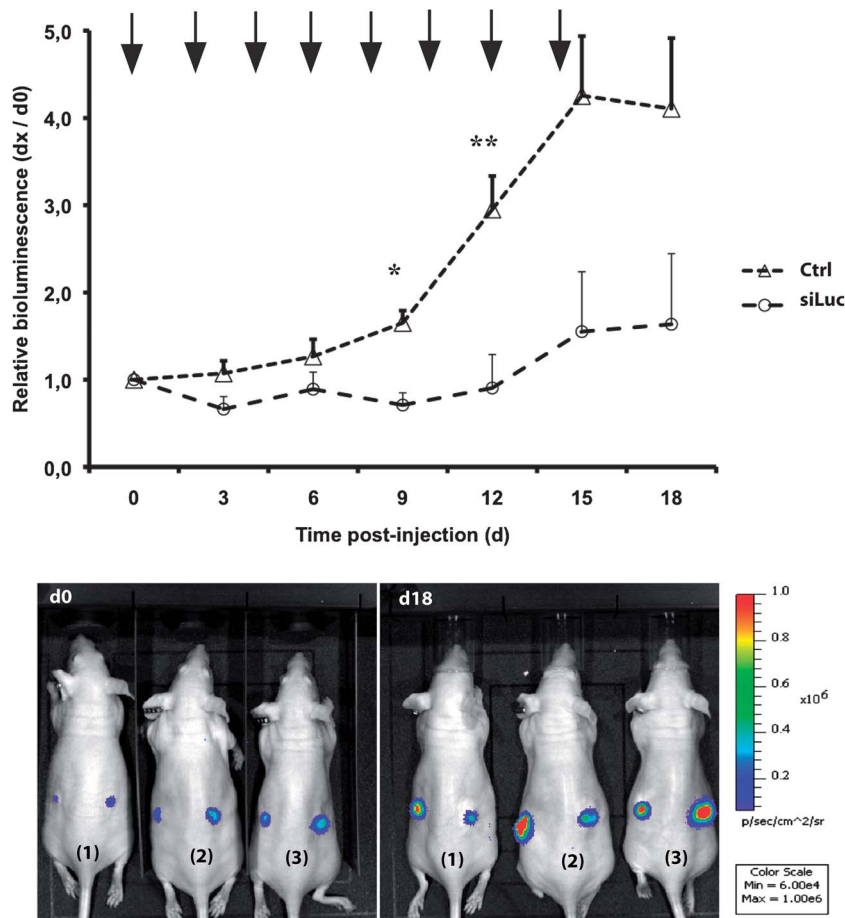 5,0
4,0
3,0
2,0
1,0
0,0
Relative bioluminescence (dx / d0)
*
**
Ctrl
siLuc
0 3 6 9 12 15 18
Time post-injection (d)
d0
(1) (2) (3)
d18
(1) (2) (3)
1.0
0.8
0.6
0.4
0.2
x10^6
p/sec/cm^2/sr
Color Scale
Min = 6.00e4
Max = 1.00e6